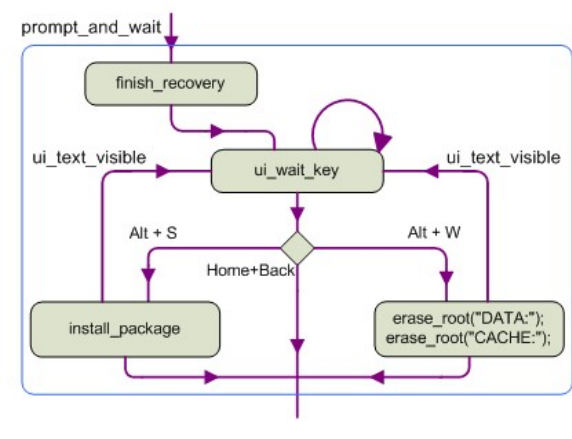 prompt_and_wait
finish_recovery
ui_text_visible
ui_wait_key
ui_text_visible
Alt + S
Alt + W
Home+Back
install_package
erase_root("DATA:");
erase_root("CACHE:");